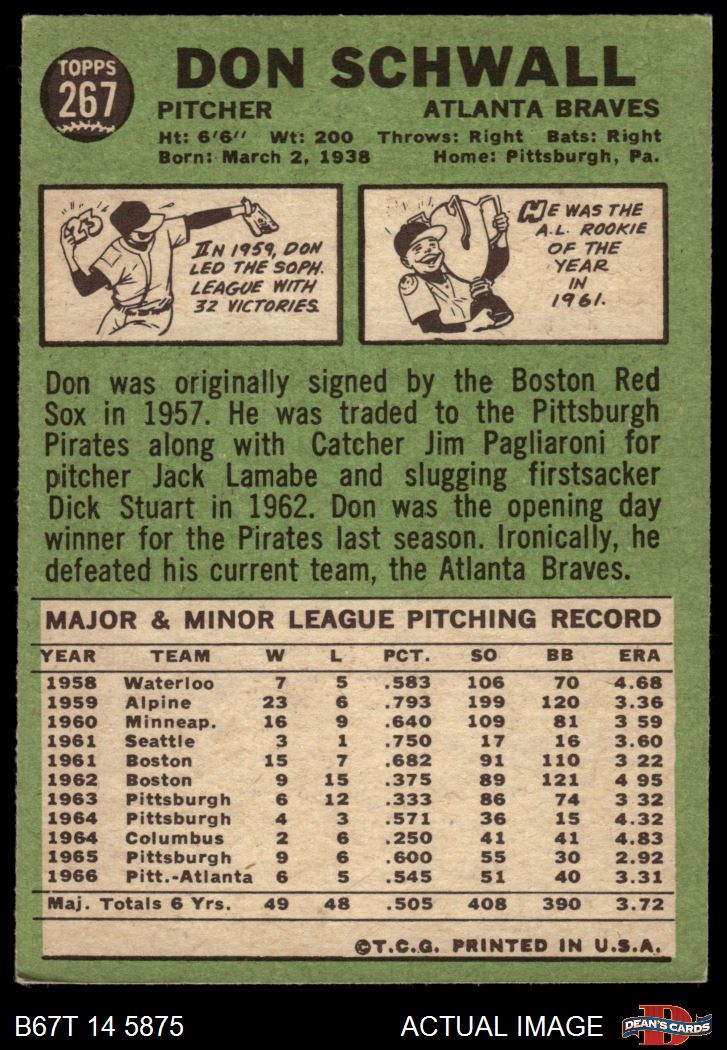 TOPPS
267
DON SCHWALL
PITCHER ATLANTA BRAVES
Ht: 6'6" Wt: 200 Throws: Right Bats: Right
Born: March 2, 1938 Home: Pittsburgh, Pa.
23
IN 1959, DON
LED THE SOPH.
LEAGUE WITH
32 VICTORIES.
HE WAS THE
A.L. ROOKIE
OF THE
YEAR
IN
1961.
Don was originally signed by the Boston Red
Sox in 1957. He was traded to the Pittsburgh
Pirates along with Catcher Jim Pagliaroni for
pitcher Jack Lamabe and slugging firstsacker
Dick Stuart in 1962. Don was the opening day
winner for the Pirates last season. Ironically, he
defeated his current team, the Atlanta Braves.
MAJOR & MINOR LEAGUE PITCHING RECORD
YEAR TEAM W L PCT. SO BB ERA
1958 Waterloo 7 5 .583 106 70 4.68
1959 Alpine 23 6 .793 199 120 3.36
1960 Minneap. 16 9 .640 109 81 3 59
1961 Seattle 3 1 .750 17 16 3.60
1961 Boston 15 7 .682 91 110 3 22
1962 Boston 9 15 .375 89 121 4 95
1963 Pittsburgh 6 12 .333 86 74 3 32
1964 Pittsburgh 4 3 .571 36 15 4.32
1964 Columbus 2 6 .250 41 41 4.83
1965 Pittsburgh 9 6 .600 55 30 2.92
1966 Pitt.-Atlanta 6 5 .545 51 40 3.31
Maj. Totals 6 Yrs. 49 48 .505 408 390 3.72
©T.C.G. PRINTED IN U.S.A.
B67T 14 5875 ACTUAL IMAGE
D
DEAN'S CARDS